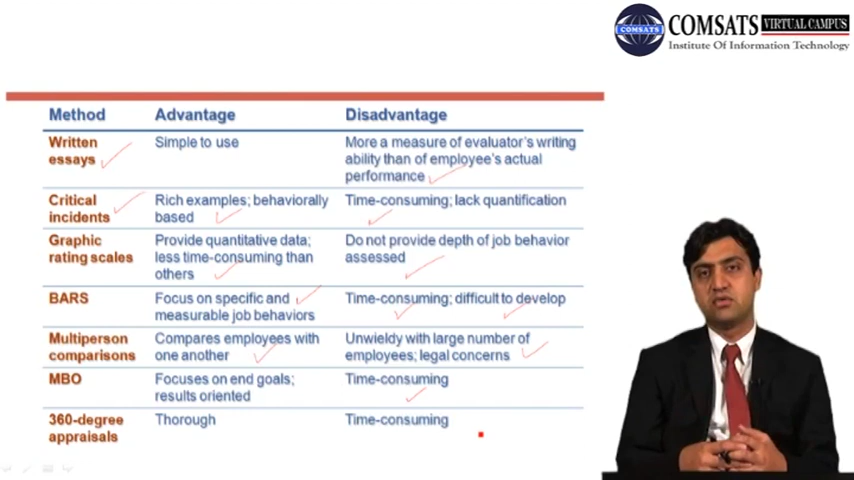 COMSATS
COMSATS VIRTUAL CAMPUS
Institute Of Information Technology
Method Advantage Disadvantage
Written essays Simple to use More a measure of evaluator's writing ability than of employee's actual performance
Critical incidents Rich examples; behaviorally based Time-consuming; lack quantification
Graphic rating scales Provide quantitative data; less time-consuming than others Do not provide depth of job behavior assessed
BARS Focus on specific and measurable job behaviors Time-consuming; difficult to develop
Multiperson comparisons Compares employees with one another Unwieldy with large number of employees; legal concerns
MBO Focuses on end goals; results oriented Time-consuming
360-degree appraisals Thorough Time-consuming